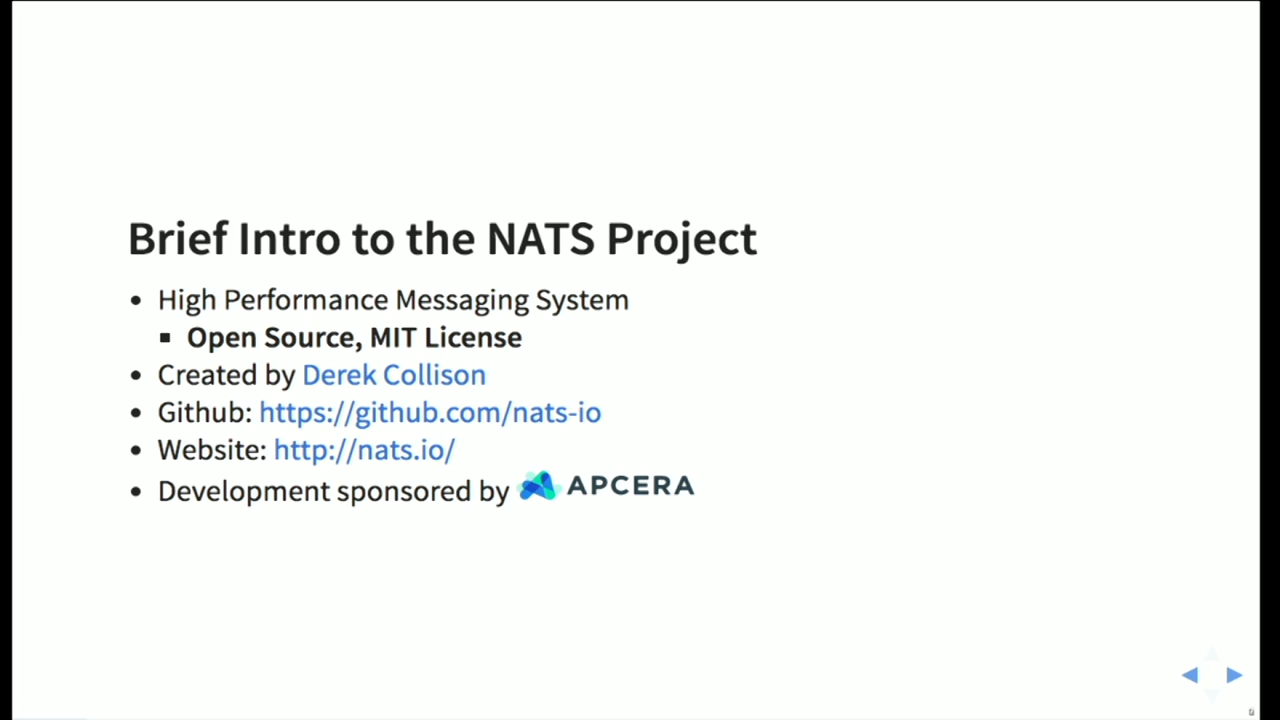 Brief Intro to the NATS Project
• High Performance Messaging System
▪ Open Source, MIT License
• Created by Derek Collison
• Github: https://github.com/nats-io
• Website: http://nats.io/
• Development sponsored by APCERA